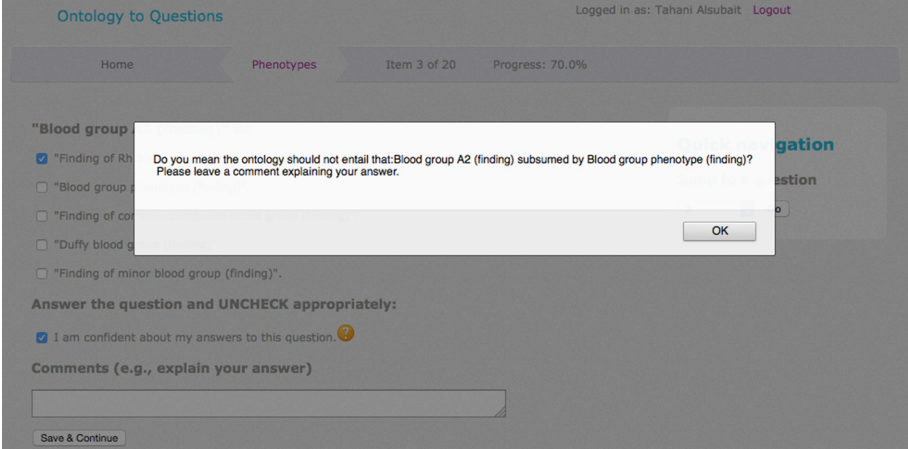 Ontology to Questions
Logged in as: Tahani Alsubait Logout
Home Phenotypes Item 3 of 20 Progress: 70.0%
"Blood group
gation
"Finding of Rh
Do you mean the ontology should not entail that:Blood group A2 (finding) subsumed by Blood group phenotype (finding)?
Please leave a comment explaining your answer.
"Blood group
"Finding of
OK
"Duffy blood
"Finding of minor blood group (finding)".
Answer the question and UNCHECK appropriately:
I am confident about my answers to this question. ?
Comments (e.g., explain your answer)
Save & Continue